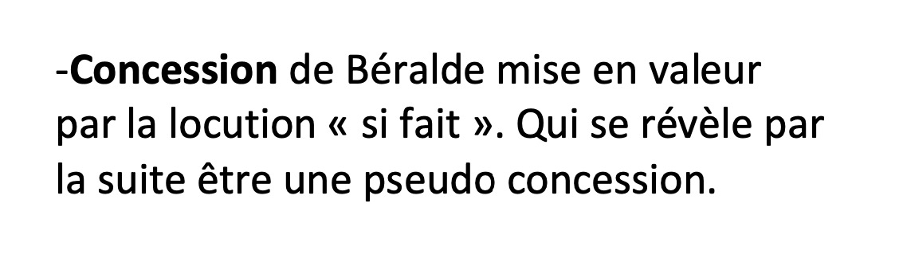 -Concession de Béralde mise en valeur
par la locution « si fait ». Qui se révèle par
la suite être une pseudo concession.